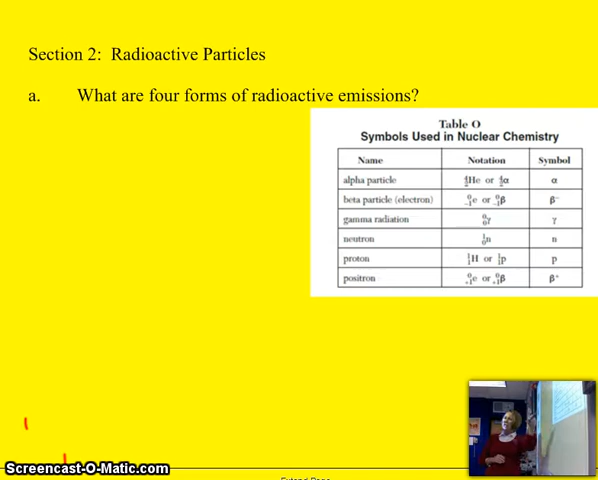 Section 2: Radioactive Particles
a. What are four forms of radioactive emissions?
Table O
Symbols Used in Nuclear Chemistry
Name Notation Symbol
alpha particle ⁴₂He or ⁴₂α α
beta particle (electron) ⁰₋₁e or ⁰₋₁β β⁻
gamma radiation ⁰₀γ γ
neutron ¹₀n n
proton ¹₁H or ¹₁p p
positron ⁰₊₁e or ⁰₊₁β β⁺
Screencast-O-Matic.com
Extend Page